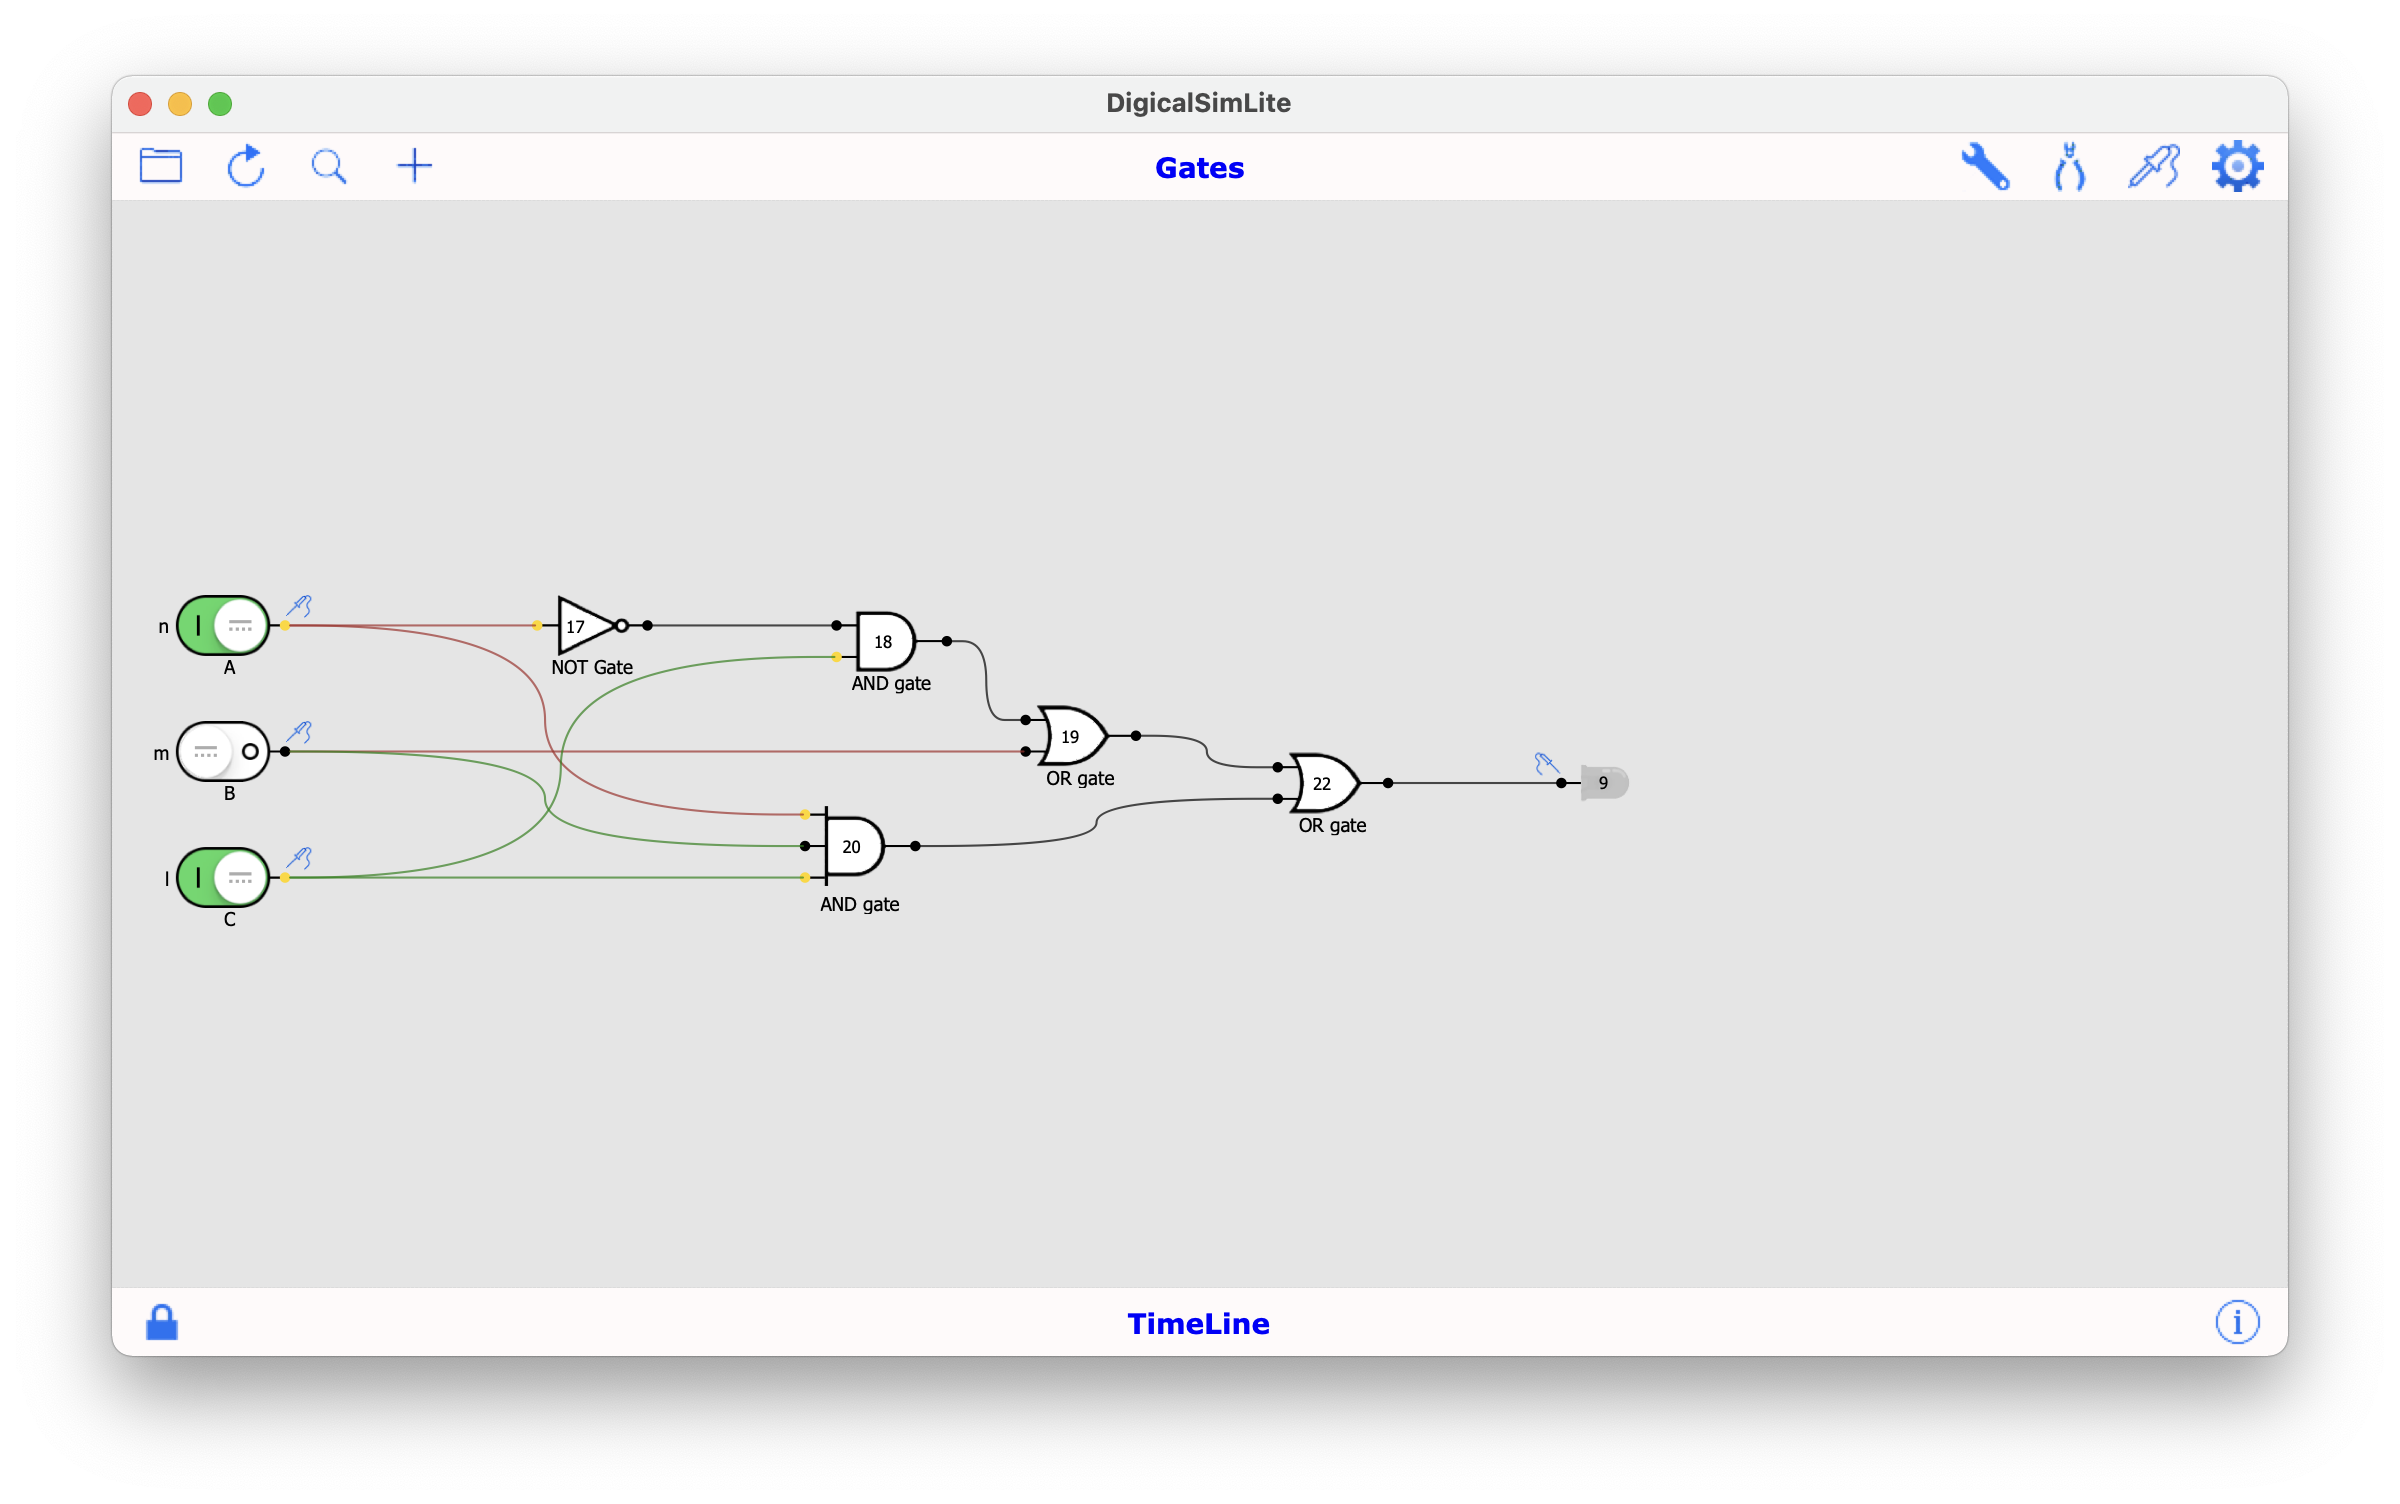 DigicalSimLite
Gates
n
A
17
NOT Gate
18
AND gate
m
B
19
OR gate
22
OR gate
9
l
C
20
AND gate
TimeLine